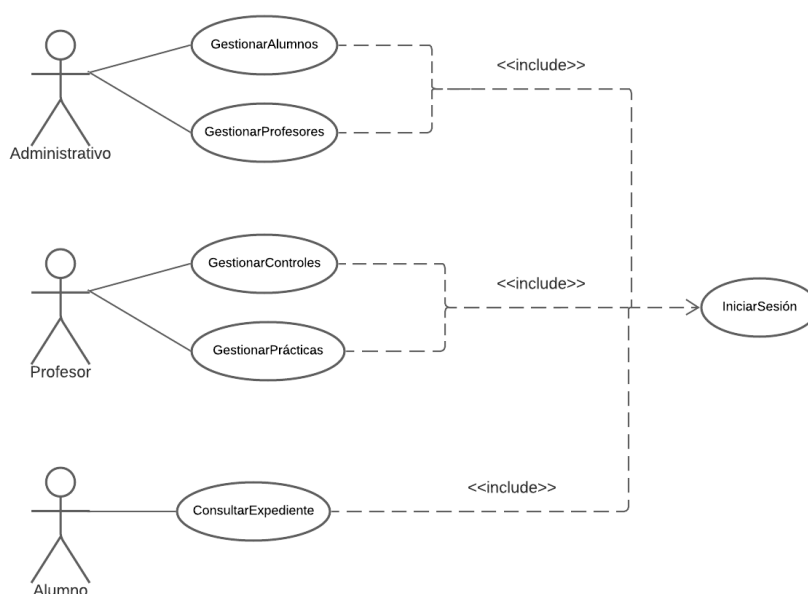 GestionarAlumnos
<<include>>
GestionarProfesores
Administrativo
GestionarControles
<<include>>
IniciarSesión
GestionarPrácticas
Profesor
<<include>>
ConsultarExpediente
Alumno